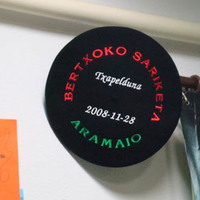 BERTXOKO SARIKETA
Txapelduna
2008-11-28
ARAMAIO